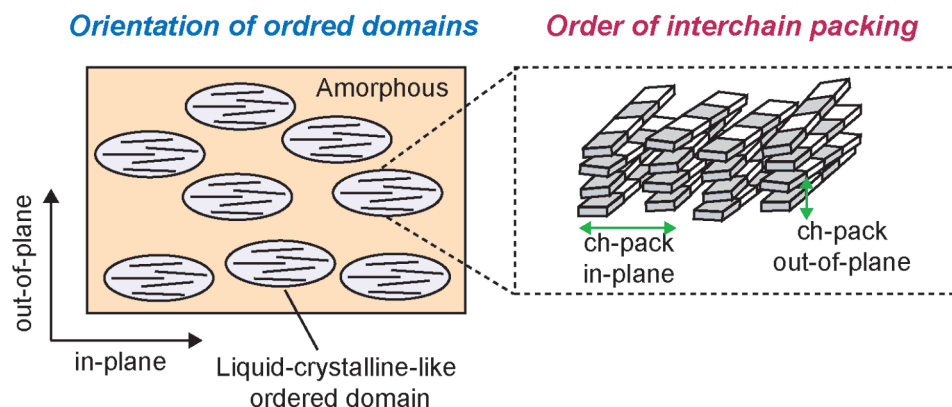 Orientation of ordred domains
Order of interchain packing
Amorphous
out-of-plane
in-plane
Liquid-crystalline-like
ordered domain
ch-pack
in-plane
ch-pack
out-of-plane